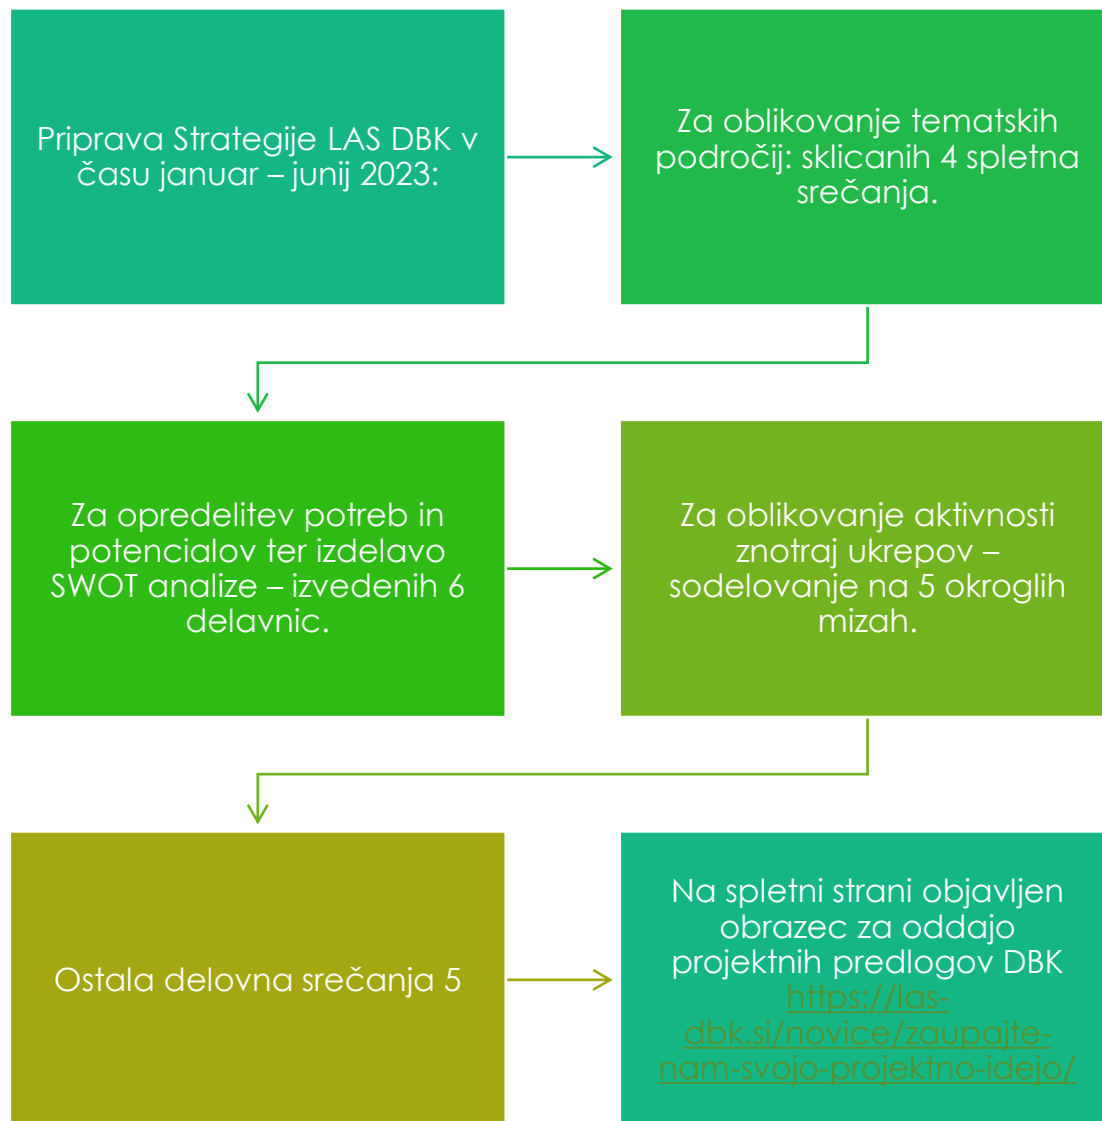 Priprava Strategije LAS DBK v
času januar – junij 2023:
Za oblikovanje tematskih
področij: sklicanih 4 spletna
srečanja.
Za opredelitev potreb in
potencialov ter izdelavo
SWOT analize – izvedenih 6
delavnic.
Za oblikovanje aktivnosti
znotraj ukrepov –
sodelovanje na 5 okroglih
mizah.
Ostala delovna srečanja 5
Na spletni strani objavljen
obrazec za oddajo
projektnih predlogov DBK
https://las-
dbk.si/novice/zaupajte-
nam-svojo-projektno-idejo/